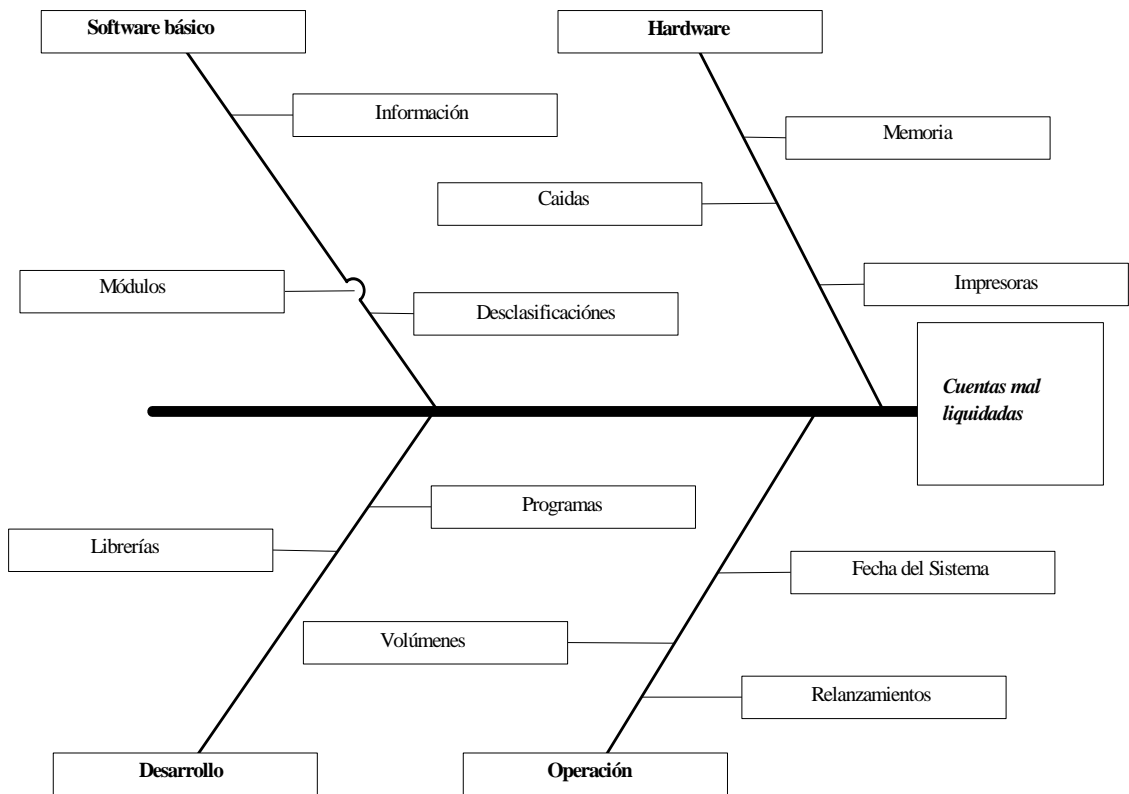 Software básico
Hardware
Información
Memoria
Caidas
Módulos
Impresoras
Desclasificaciónes
Cuentas mal
liquidadas
Programas
Librerías
Fecha del Sistema
Volúmenes
Relanzamientos
Desarrollo
Operación